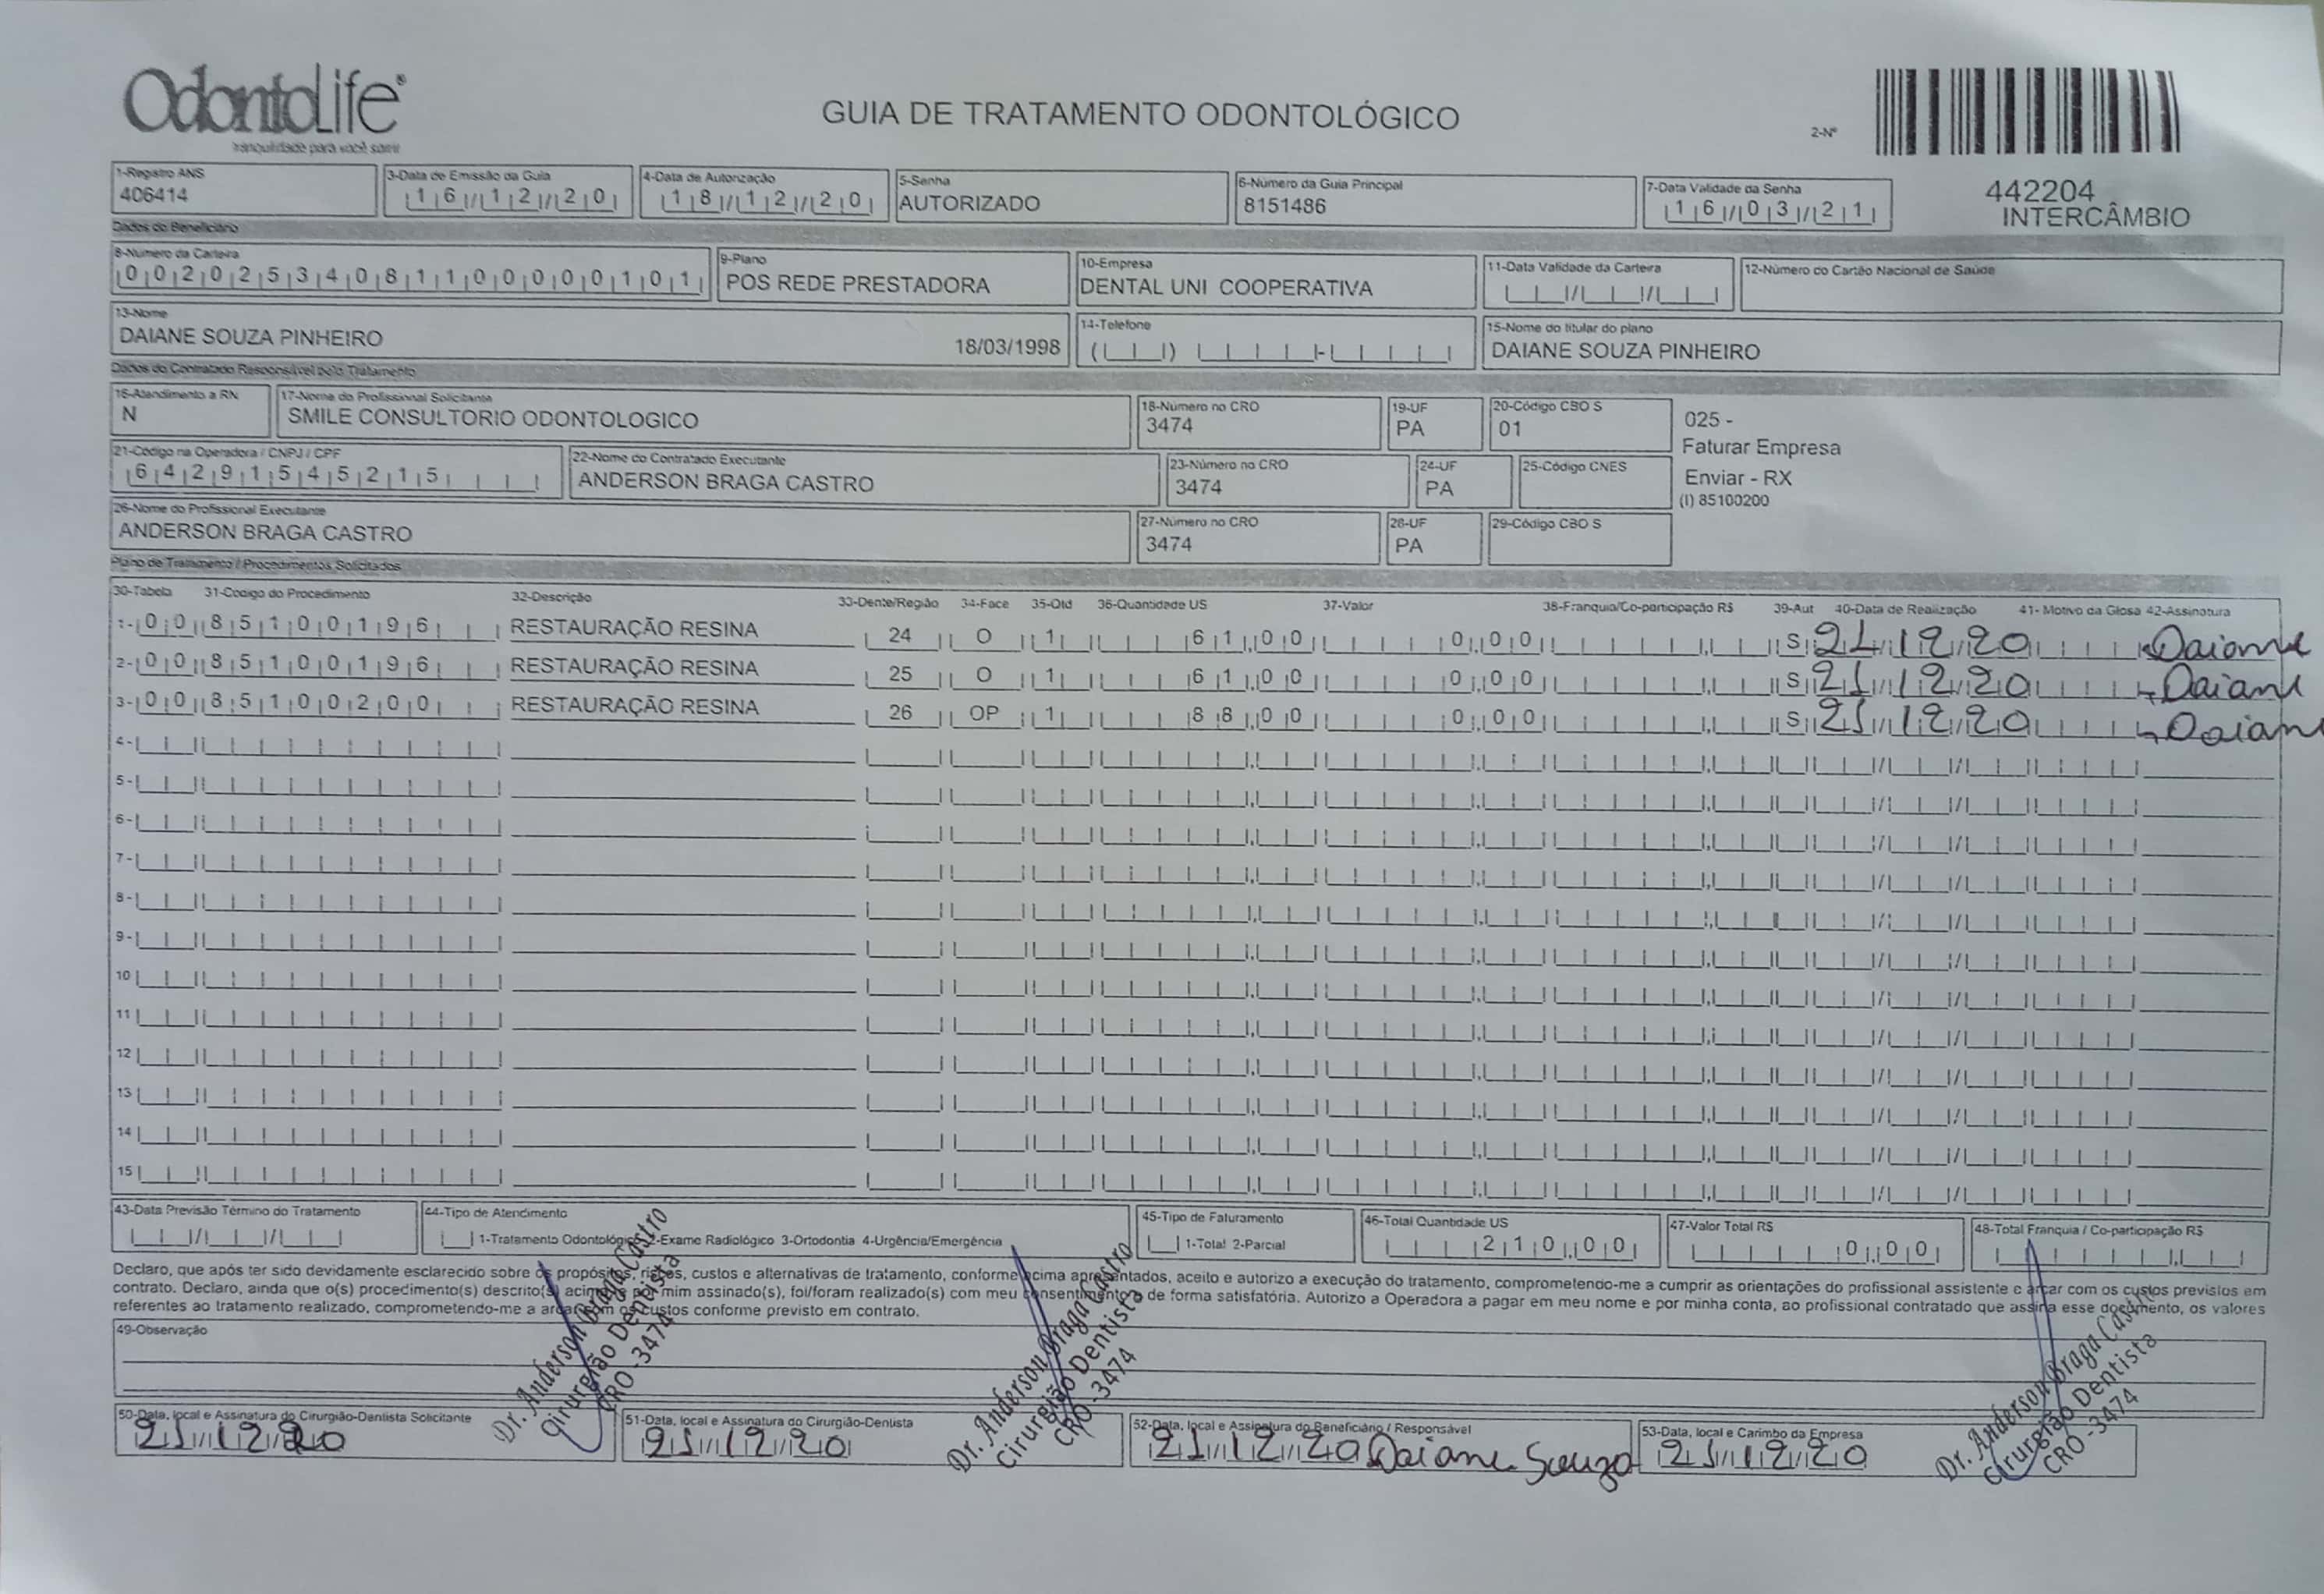 OdontoLife®
tranquilidade para você sorrir
GUIA DE TRATAMENTO ODONTOLÓGICO
2-Nº
442204
INTERCÂMBIO
1-Registro ANS
406414
3-Data de Emissão da Guia
16/12/20
4-Data de Autorização
18/12/20
5-Senha
AUTORIZADO
6-Número da Guia Principal
8151486
7-Data Validade da Senha
16/03/21
Dados do Beneficiário
8-Número da Carteira
00202534081100000101
9-Plano
POS REDE PRESTADORA
10-Empresa
DENTAL UNI COOPERATIVA
11-Data Validade da Carteira
12-Número do Cartão Nacional de Saúde
13-Nome
DAIANE SOUZA PINHEIRO 18/03/1998
14-Telefone
15-Nome do titular do plano
DAIANE SOUZA PINHEIRO
Dados do Contratado Responsável pelo Tratamento
16-Atendimento a RN
N
17-Nome do Profissional Solicitante
SMILE CONSULTORIO ODONTOLOGICO
18-Número no CRO
3474
19-UF
PA
20-Código CBO S
01
025 -
Faturar Empresa
Enviar - RX
(I) 85100200
21-Código na Operadora / CNPJ / CPF
64291545215
22-Nome do Contratado Executante
ANDERSON BRAGA CASTRO
23-Número no CRO
3474
24-UF
PA
25-Código CNES
26-Nome do Profissional Executante
ANDERSON BRAGA CASTRO
27-Número no CRO
3474
28-UF
PA
29-Código CBO S
Plano de Tratamento / Procedimentos Solicitados
30-Tabela 31-Código do Procedimento 32-Descrição 33-Dente/Região 34-Face 35-Qtd 36-Quantidade US 37-Valor 38-Franquia/Co-participação R$ 39-Aut 40-Data de Realização 41- Motivo da Glosa 42-Assinatura
1- 00 85100196 RESTAURAÇÃO RESINA 24 O 1 61,00 0,00 S 21/12/20 Daiane
2- 00 85100196 RESTAURAÇÃO RESINA 25 O 1 61,00 0,00 S 21/12/20 Daiane
3- 00 85100200 RESTAURAÇÃO RESINA 26 OP 1 88,00 0,00 S 21/12/20 Daiane
4-
5-
6-
7-
8-
9-
10
11
12
13
14
15
43-Data Previsão Término do Tratamento
44-Tipo de Atendimento
1-Tratamento Odontológico 2-Exame Radiológico 3-Ortodontia 4-Urgência/Emergência
45-Tipo de Faturamento
1-Total 2-Parcial
46-Total Quantidade US
210,00
47-Valor Total R$
0,00
48-Total Franquia / Co-participação R$
Declaro, que após ter sido devidamente esclarecido sobre os propósitos, riscos, custos e alternativas de tratamento, conforme acima apresentados, aceito e autorizo a execução do tratamento, comprometendo-me a cumprir as orientações do profissional assistente e arcar com os custos previstos em
contrato. Declaro, ainda que o(s) procedimento(s) descrito(s) acima e por mim assinado(s), foi/foram realizado(s) com meu consentimento e de forma satisfatória. Autorizo a Operadora a pagar em meu nome e por minha conta, ao profissional contratado que assina esse documento, os valores
referentes ao tratamento realizado, comprometendo-me a arcar com os custos conforme previsto em contrato.
49-Observação
50-Data, local e Assinatura do Cirurgião-Dentista Solicitante
21/12/20
Dr. Anderson Braga Castro
Cirurgião Dentista
CRO -3474
51-Data, local e Assinatura do Cirurgião-Dentista
21/12/20
Dr. Anderson Braga Castro
Cirurgião Dentista
CRO -3474
52-Data, local e Assinatura do Beneficiário / Responsável
21/12/20 Daiane Souza
53-Data, local e Carimbo da Empresa
21/12/20
Dr. Anderson Braga Castro
Cirurgião Dentista
CRO -3474